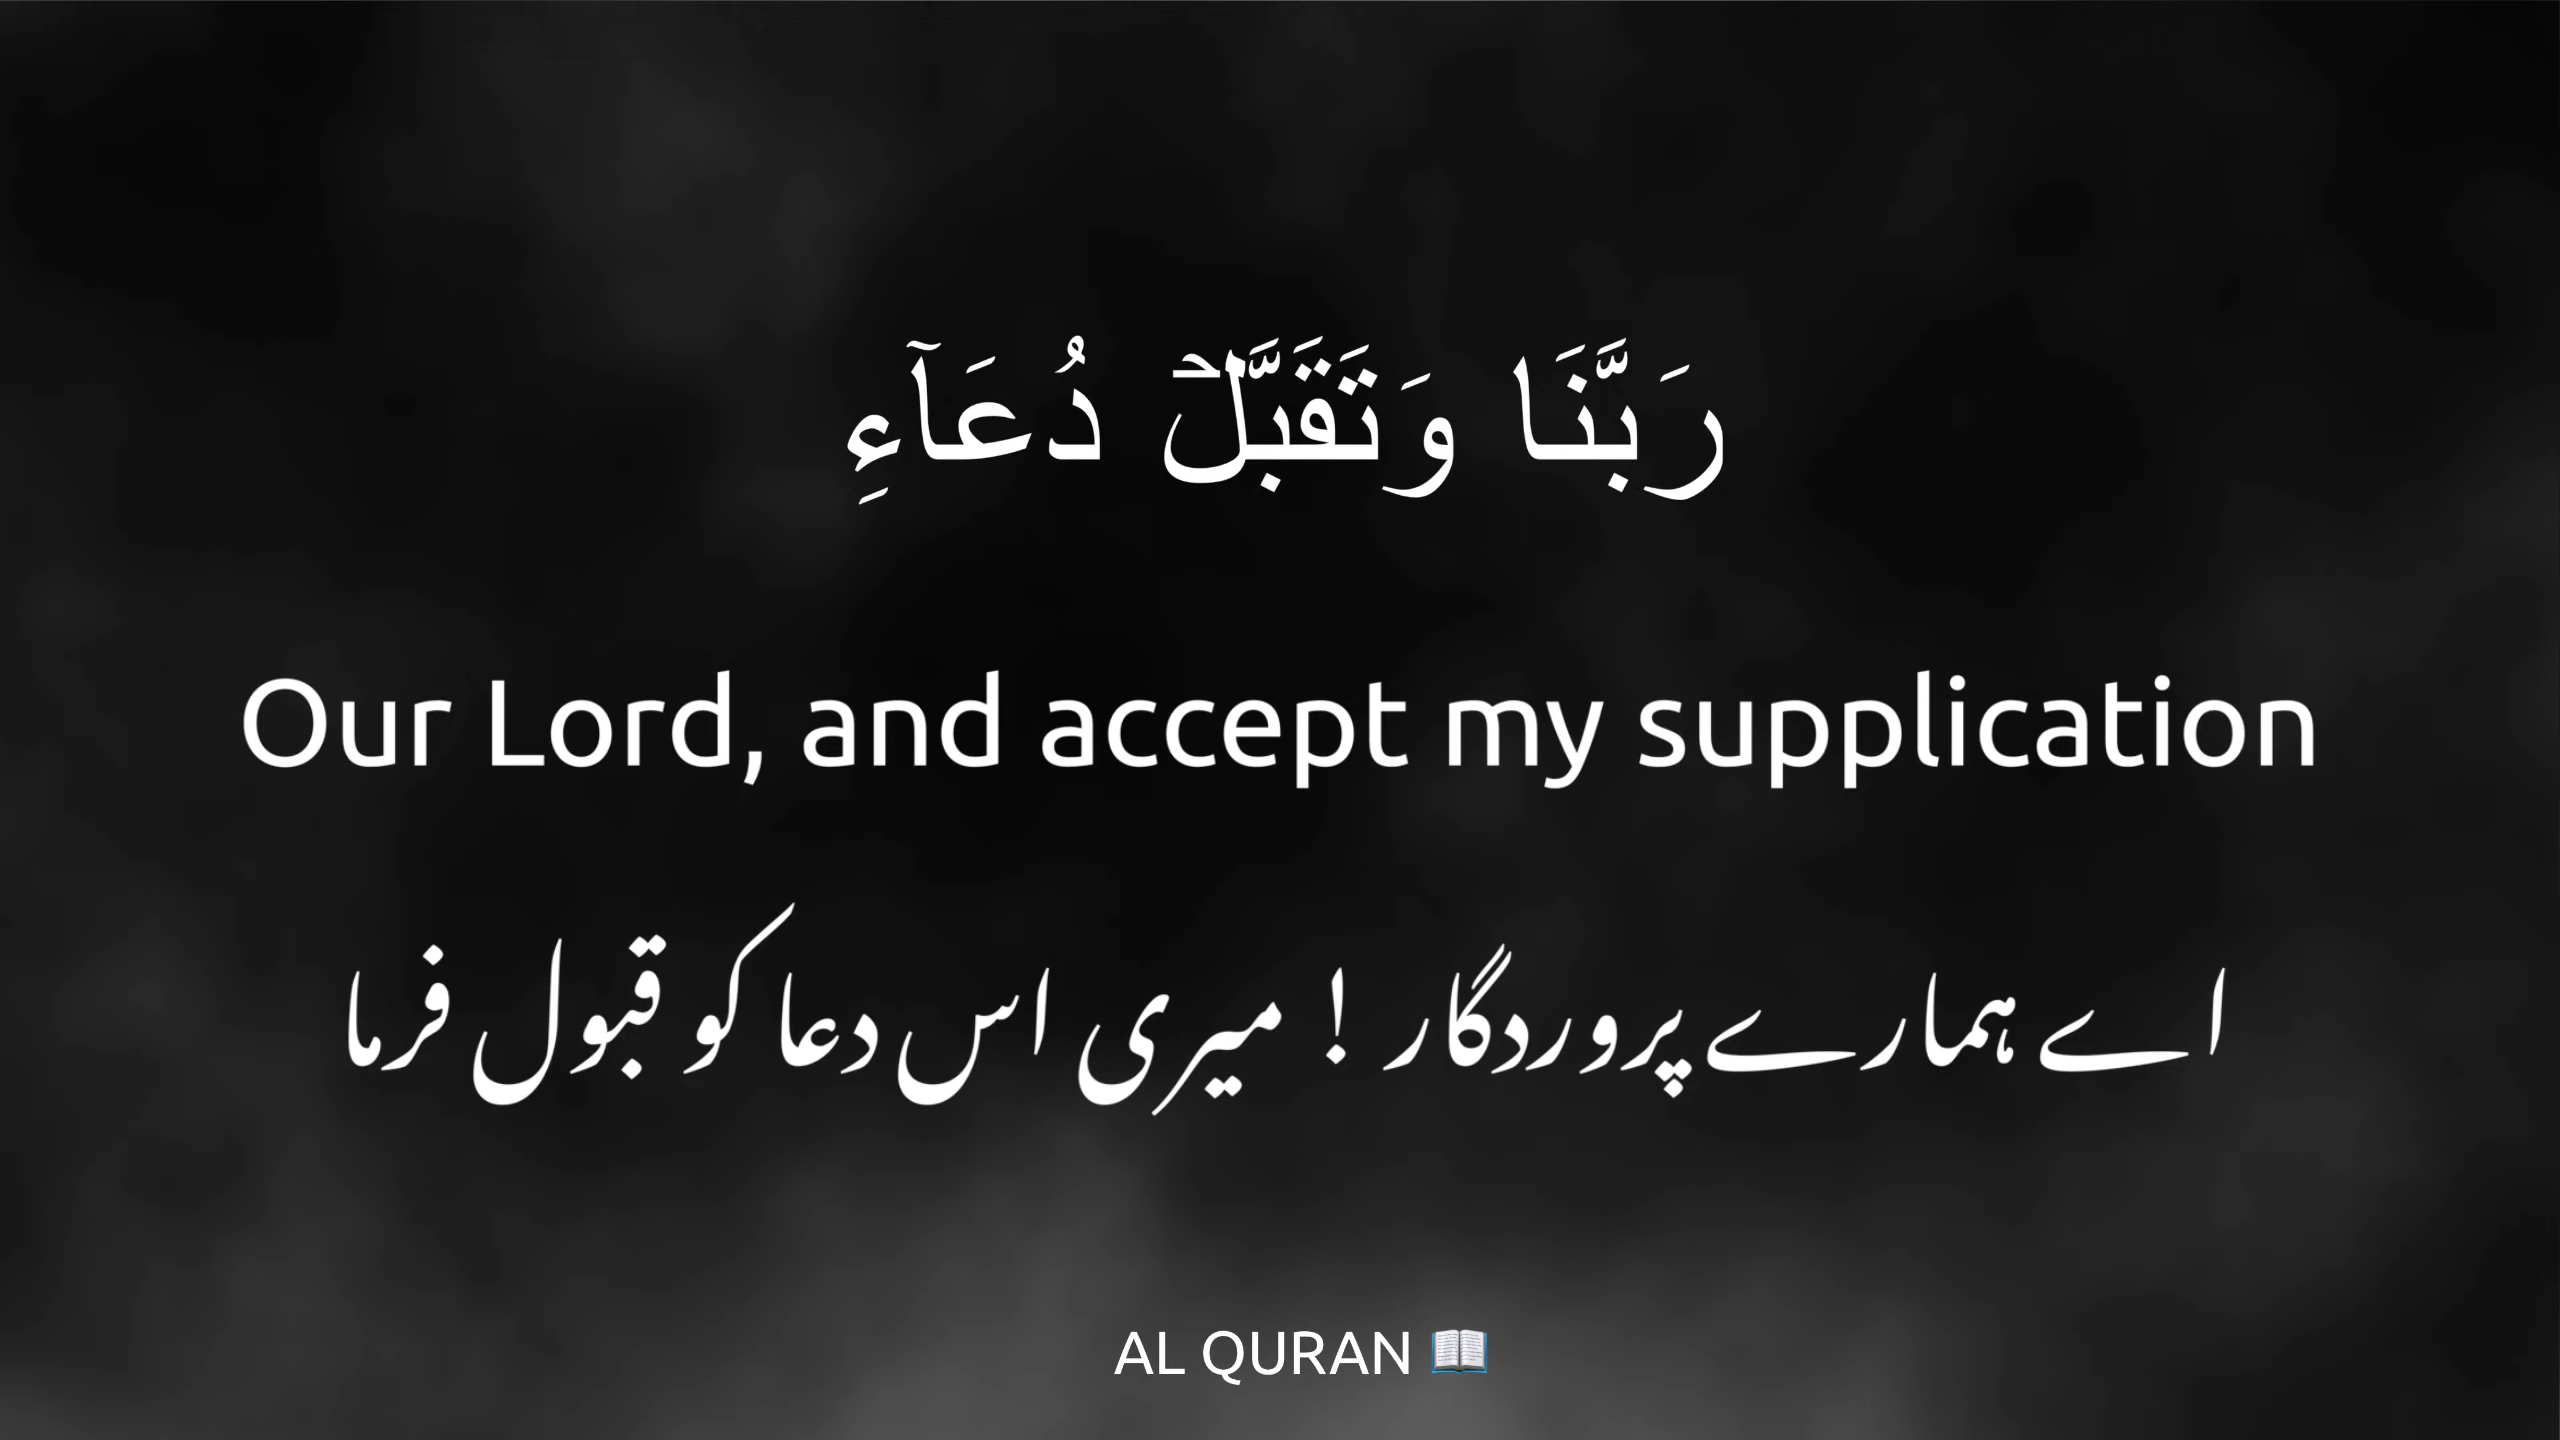 رَبَّنَا وَتَقَبَّلۡ دُعَآءِ
Our Lord, and accept my supplication
اے ہمارے پروردگار ! میری اس دعا کو قبول فرما
AL QURAN 📖